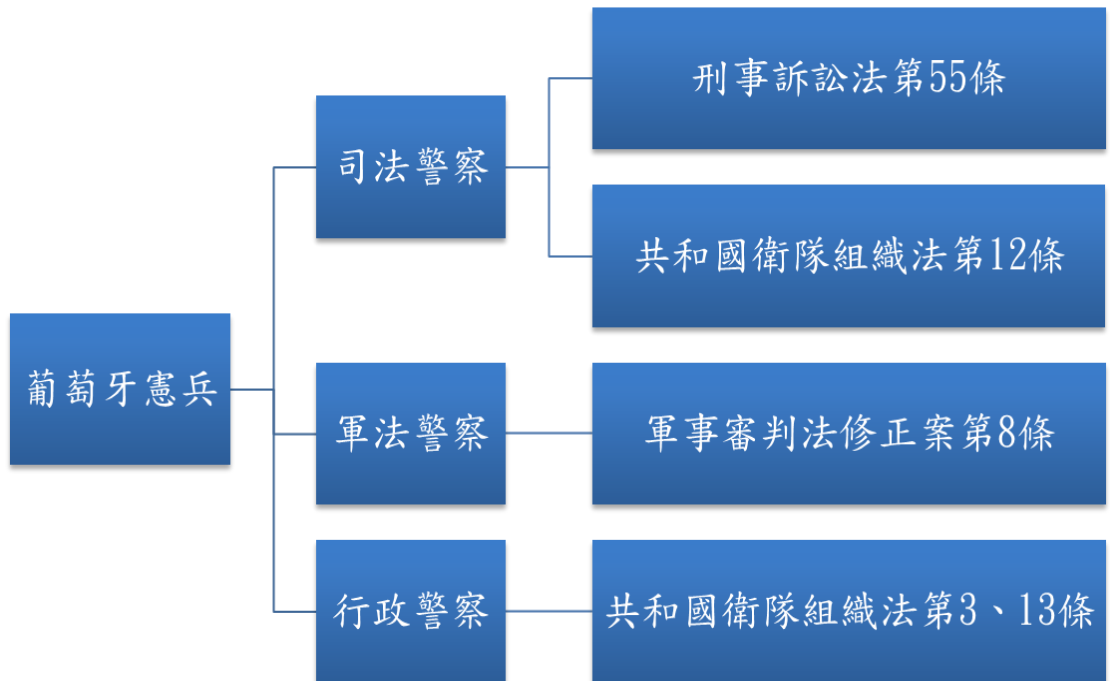 刑事訴訟法第55條
司法警察
共和國衛隊組織法第12條
葡萄牙憲兵
軍法警察
軍事審判法修正案第8條
行政警察
共和國衛隊組織法第3、13條